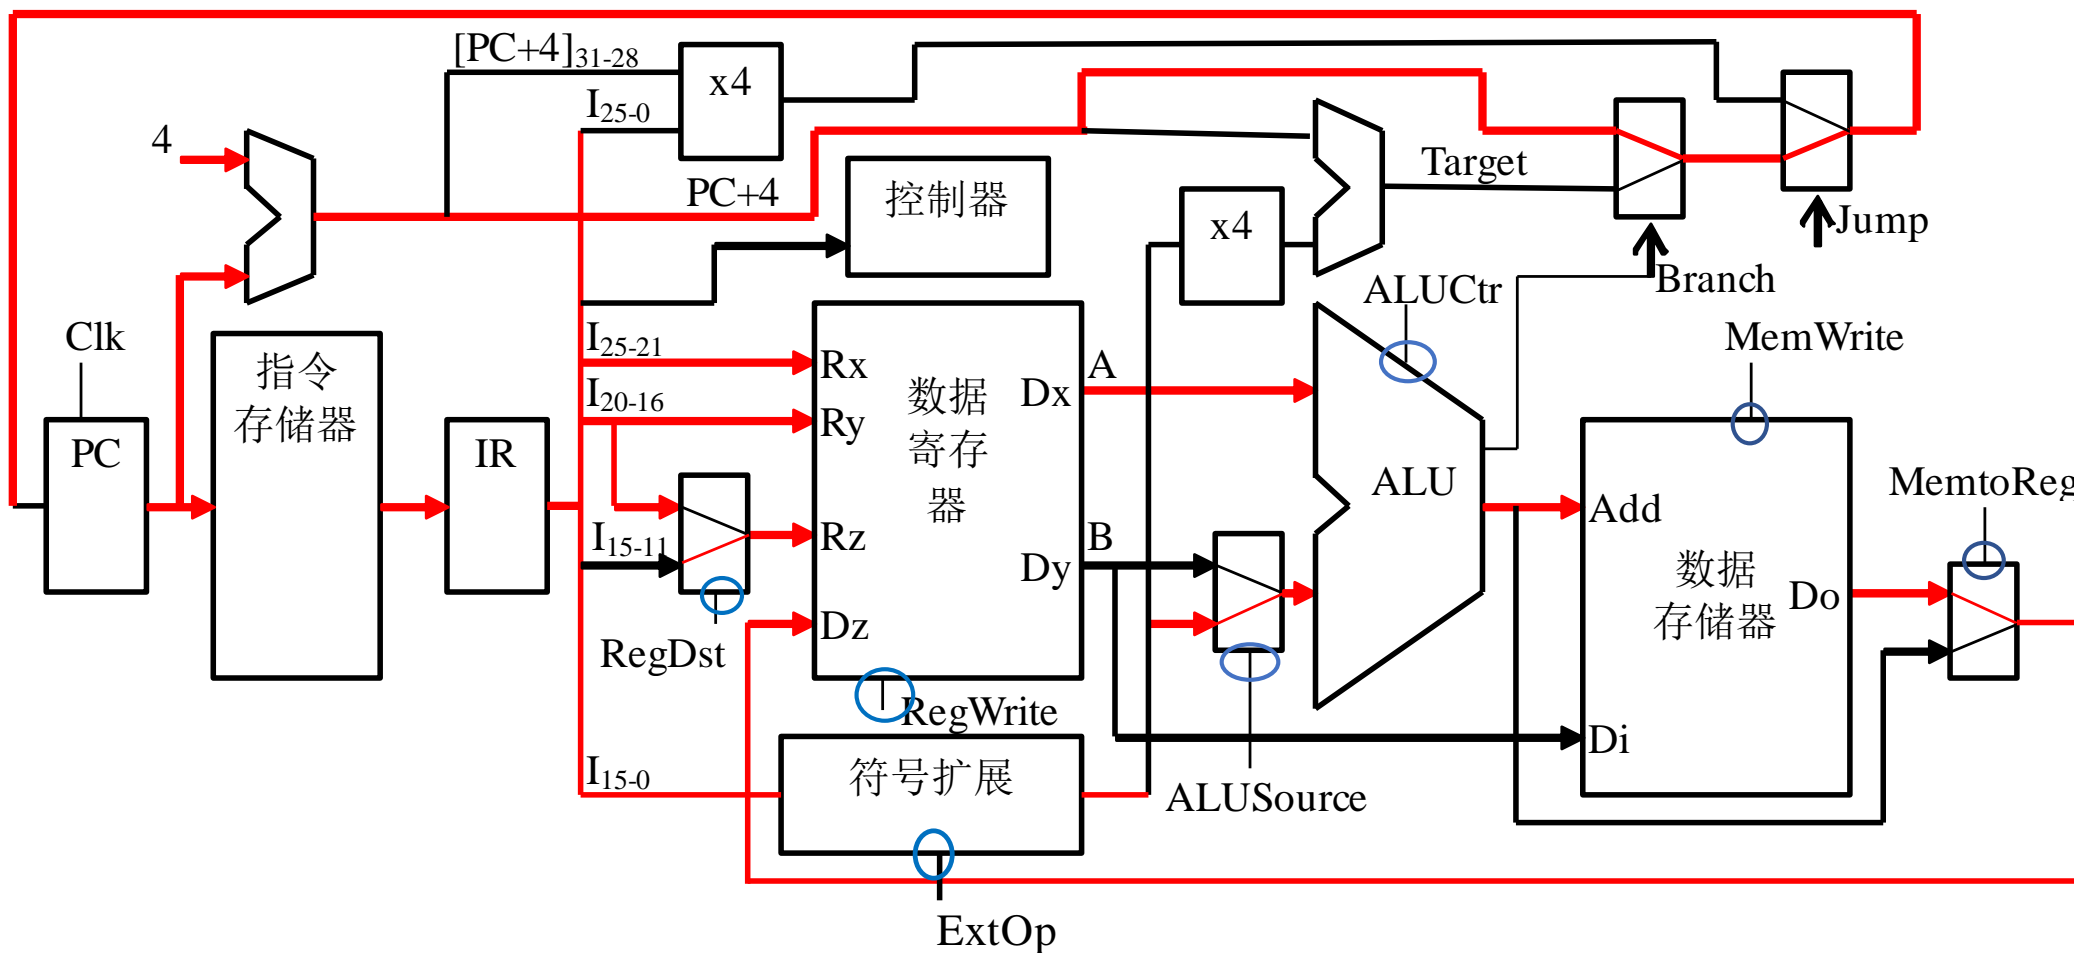 [PC+4]31-28
x4
I25-0
4
PC+4
控制器
Target
x4
Jump
Branch
ALUCtr
Clk
MemWrite
指令
存储器
I25-21
Rx
A
Dx
数据
寄存
器
I20-16
Ry
PC
IR
ALU
MemtoReg
Add
I15-11
Rz
B
Dy
数据
存储器
Do
Dz
RegDst
RegWrite
Di
I15-0
符号扩展
ALUSource
ExtOp